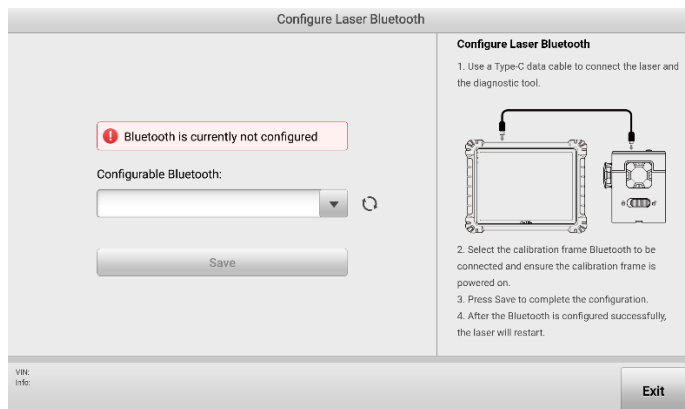 Configure Laser Bluetooth
Bluetooth is currently not configured
Configurable Bluetooth:
Save
Configure Laser Bluetooth
1. Use a Type-C data cable to connect the laser and
the diagnostic tool.
2. Select the calibration frame Bluetooth to be
connected and ensure the calibration frame is
powered on.
3. Press Save to complete the configuration.
4. After the Bluetooth is configured successfully,
the laser will restart.
VIN:
Info:
Exit